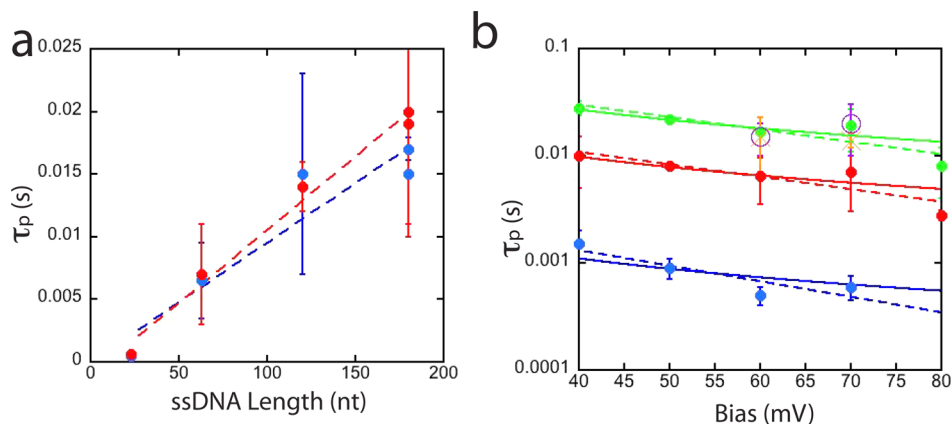 a
0.025
0.02
0.015
0.01
0.005
0
τp (s)
0 50 100 150 200
ssDNA Length (nt)
b
0.1
0.01
0.001
0.0001
τp (s)
40 45 50 55 60 65 70 75 80
Bias (mV)